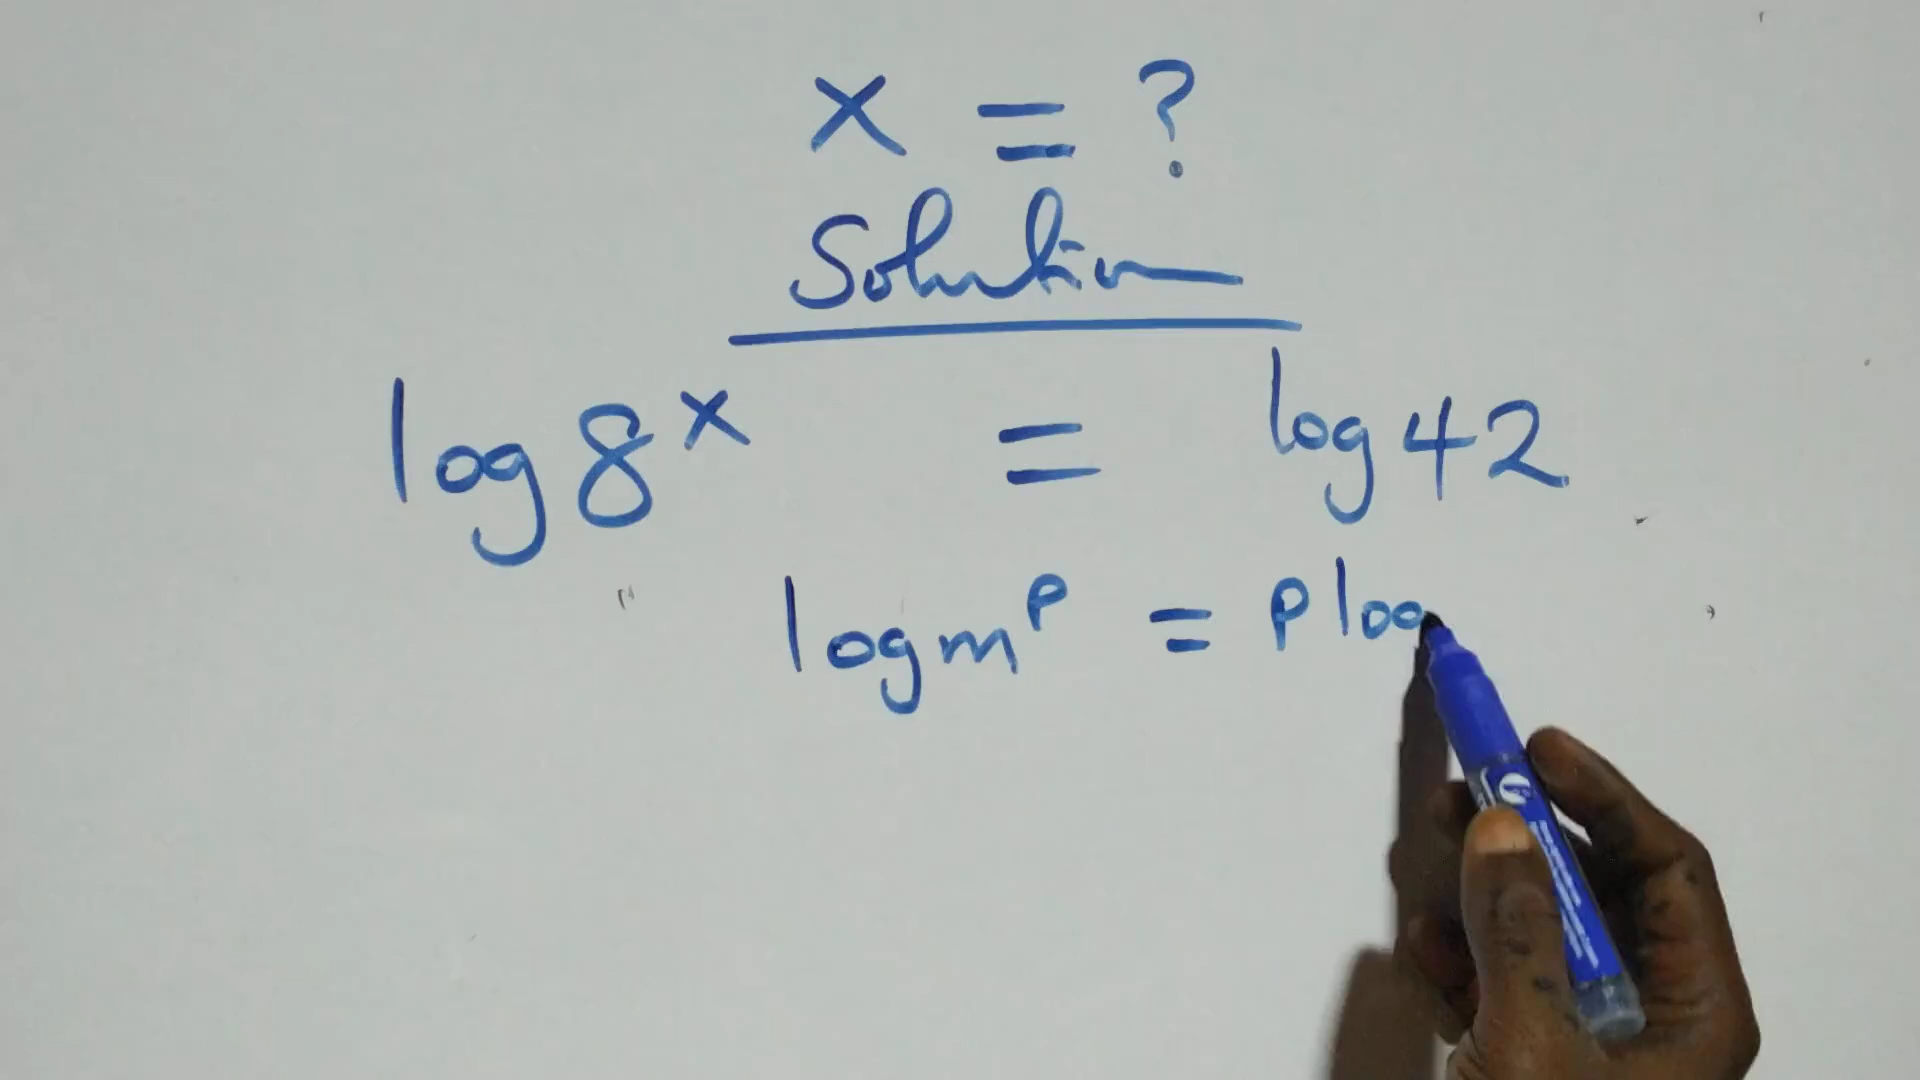 x = ?
Solution
log 8^x = log 42
log m^p = p log